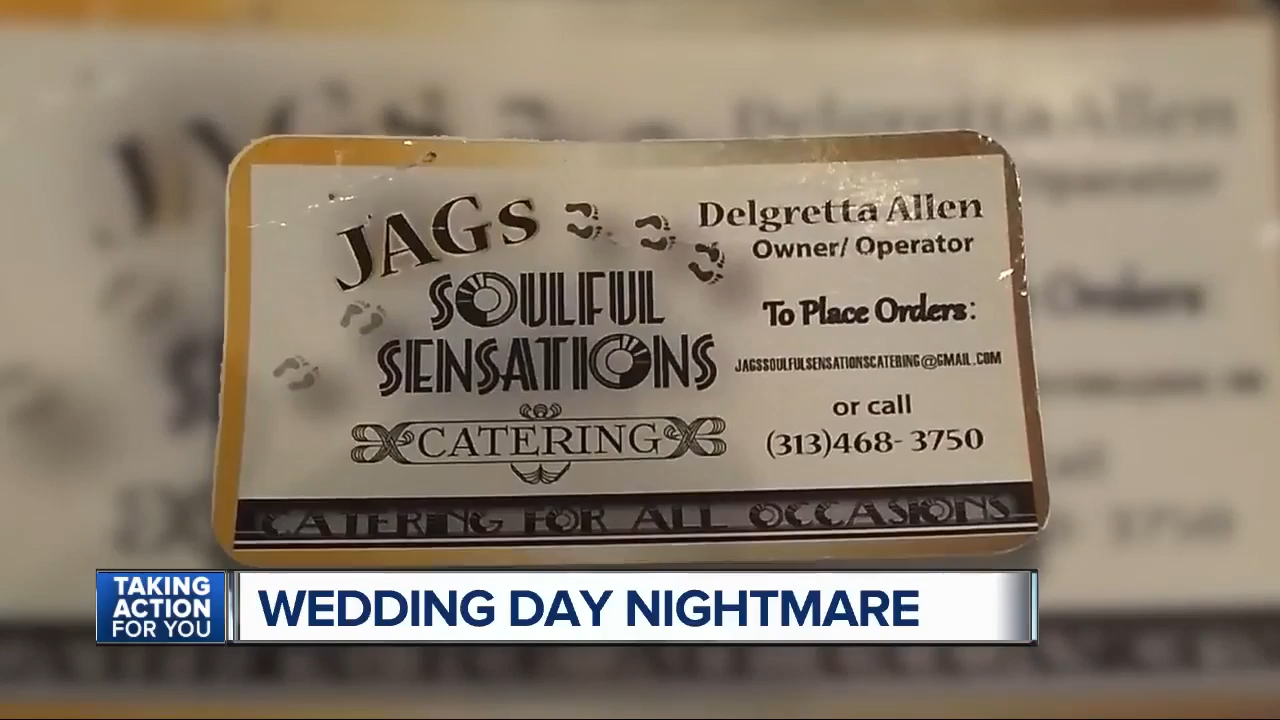 JAGS
SOULFUL
SENSATIONS
CATERING
Delgretta Allen
Owner/ Operator
To Place Orders:
JAGSSOULFULSENSATIONSCATERING@GMAIL.COM
or call
(313)468-3750
CATERING FOR ALL OCCASIONS
TAKING
ACTION
FOR YOU
WEDDING DAY NIGHTMARE